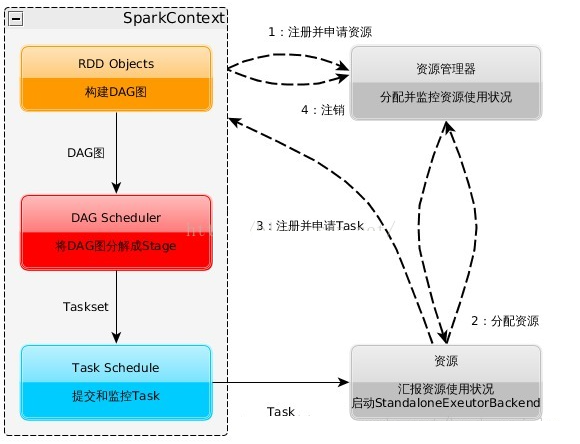 SparkContext
1：注册并申请资源
RDD Objects
构建DAG图
资源管理器
分配并监控资源使用状况
4：注销
DAG图
DAG Scheduler
将DAG图分解成Stage
3：注册并申请Task
Taskset
2：分配资源
Task Schedule
提交和监控Task
资源
汇报资源使用状况
启动StandaloneExeutorBackend
Task